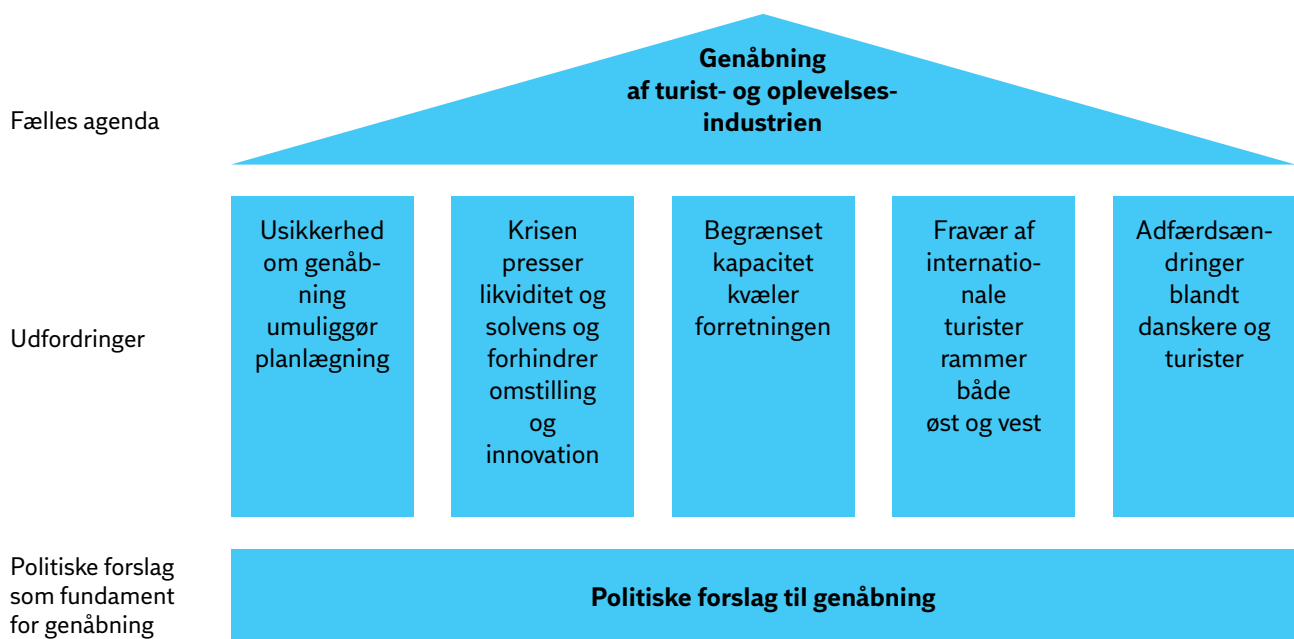 Fælles agenda
Genåbning
af turist- og oplevelses-
industrien
Udfordringer
Usikkerhed
om genåb-
ning
umuliggør
planlægning
Krisen
presser
likviditet og
solvens og
forhindrer
omstilling
og
innovation
Begrænset
kapacitet
kvæler
forretningen
Fravær af
internatio-
nale
turister
rammer
både
øst og vest
Adfærdsæn-
dringer
blandt
danskere og
turister
Politiske forslag
som fundament
for genåbning
Politiske forslag til genåbning